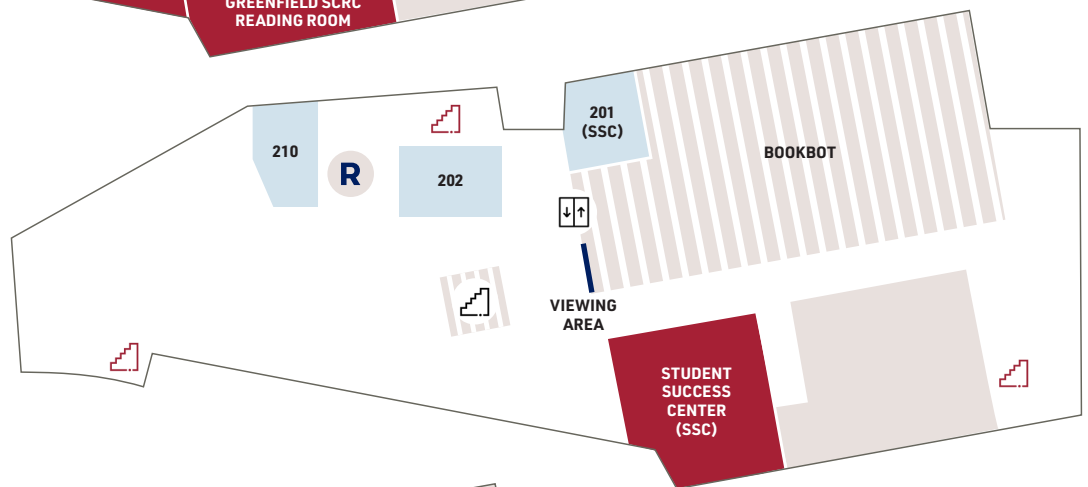 GREENFIELD SCRC
READING ROOM
201
(SSC)
210
R
202
BOOKBOT
VIEWING
AREA
STUDENT
SUCCESS
CENTER
(SSC)